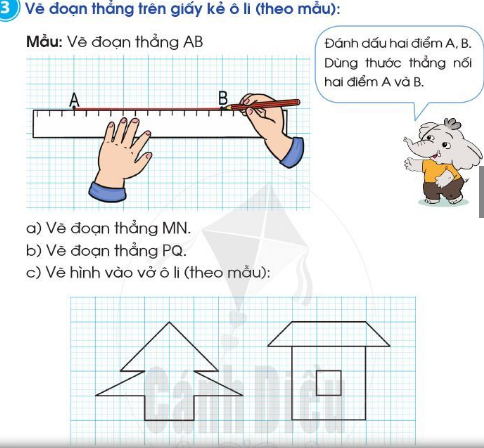 3 Vẽ đoạn thẳng trên giấy kẻ ô li (theo mẫu):
Mẫu: Vẽ đoạn thẳng AB
Đánh dấu hai điểm A, B.
Dùng thước thẳng nối
hai điểm A và B.
A B
a) Vẽ đoạn thẳng MN.
b) Vẽ đoạn thẳng PQ.
c) Vẽ hình vào vở ô li (theo mẫu):
Cánh Diều